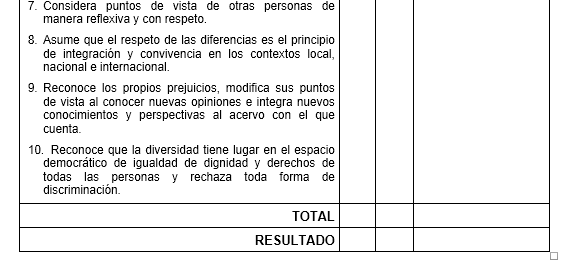 7. Considera puntos de vista de otras personas de
manera reflexiva y con respeto.
8. Asume que el respeto de las diferencias es el principio
de integración y convivencia en los contextos local,
nacional e internacional.
9. Reconoce los propios prejuicios, modifica sus puntos
de vista al conocer nuevas opiniones e integra nuevos
conocimientos y perspectivas al acervo con el que
cuenta.
10. Reconoce que la diversidad tiene lugar en el espacio
democrático de igualdad de dignidad y derechos de
todas las personas y rechaza toda forma de
discriminación.
TOTAL
RESULTADO